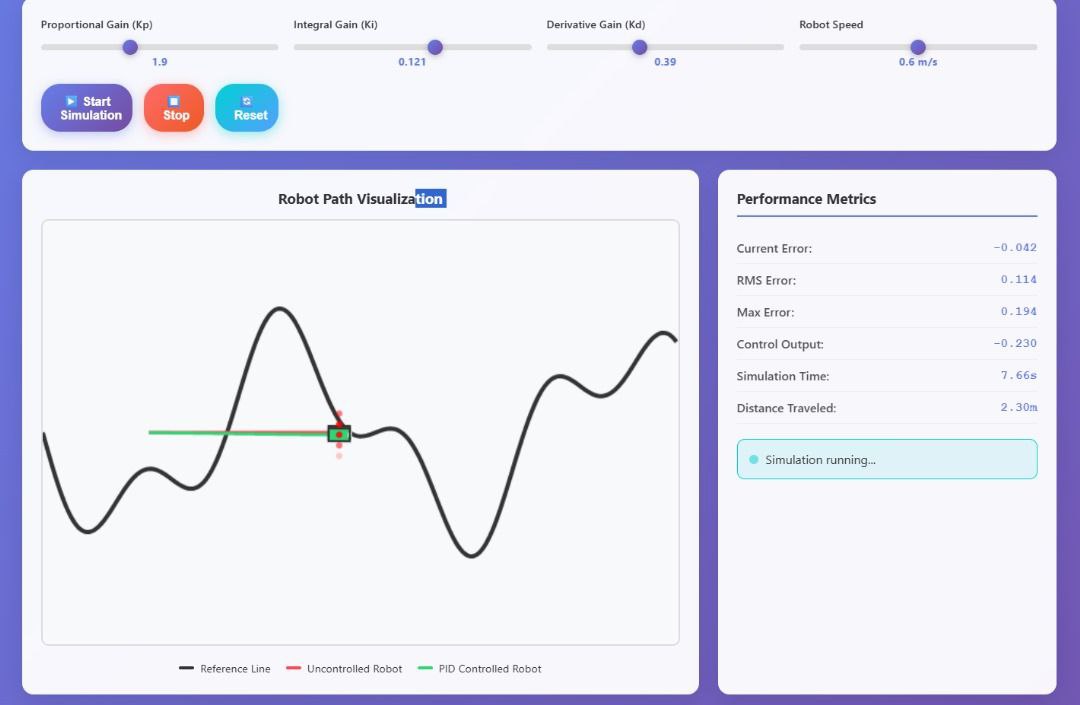 Proportional Gain (Kp)
Integral Gain (Ki)
Derivative Gain (Kd)
Robot Speed
1.9
0.121
0.39
0.6 m/s
Start
Simulation
Stop
Reset
Robot Path Visualization
Performance Metrics
Current Error: -0.042
RMS Error: 0.114
Max Error: 0.194
Control Output: -0.230
Simulation Time: 7.66s
Distance Traveled: 2.30m
Simulation running...
Reference Line
Uncontrolled Robot
PID Controlled Robot